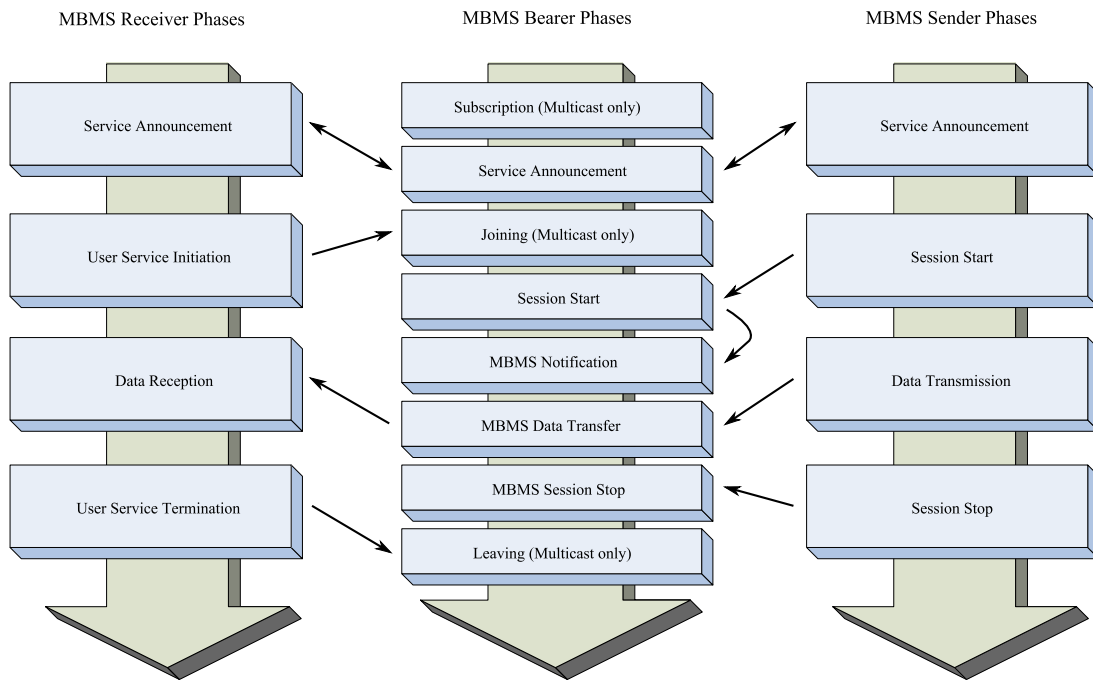 MBMS Receiver Phases
MBMS Bearer Phases
MBMS Sender Phases
Service Announcement
User Service Initiation
Data Reception
User Service Termination
Subscription (Multicast only)
Service Announcement
Joining (Multicast only)
Session Start
MBMS Notification
MBMS Data Transfer
MBMS Session Stop
Leaving (Multicast only)
Service Announcement
Session Start
Data Transmission
Session Stop